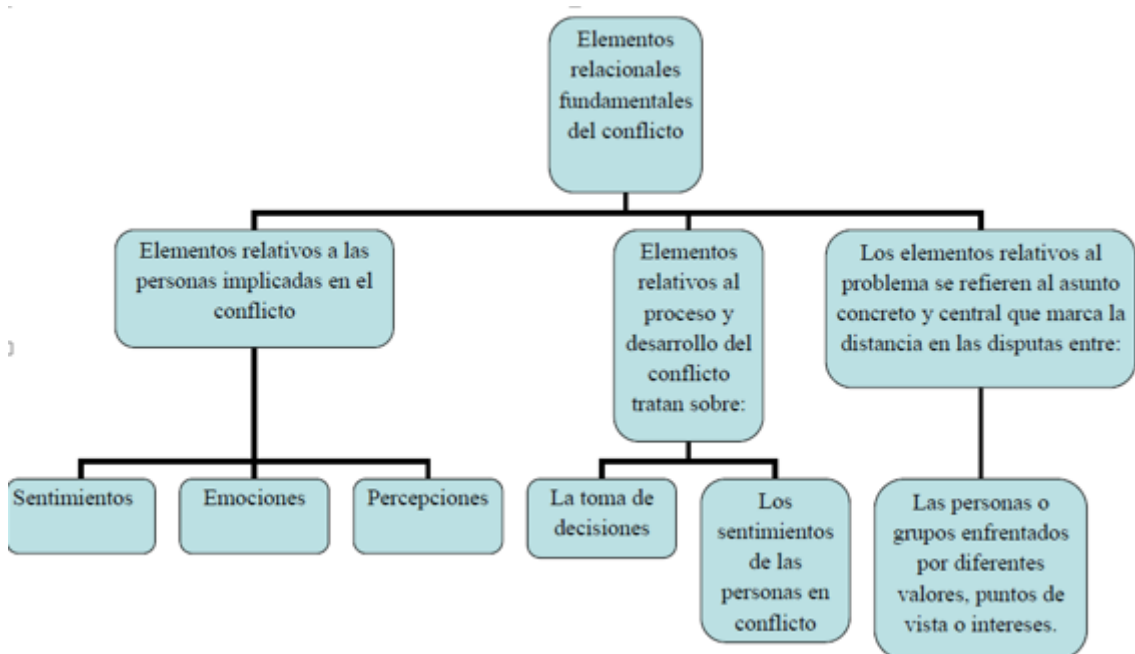 Elementos
relacionales
fundamentales
del conflicto
Elementos relativos a las
personas implicadas en el
conflicto
Elementos
relativos al
proceso y
desarrollo del
conflicto
tratan sobre:
Los elementos relativos al
problema se refieren al asunto
concreto y central que marca la
distancia en las disputas entre:
Sentimientos
Emociones
Percepciones
La toma de
decisiones
Los
sentimientos
de las
personas en
conflicto
Las personas o
grupos enfrentados
por diferentes
valores, puntos de
vista o intereses.